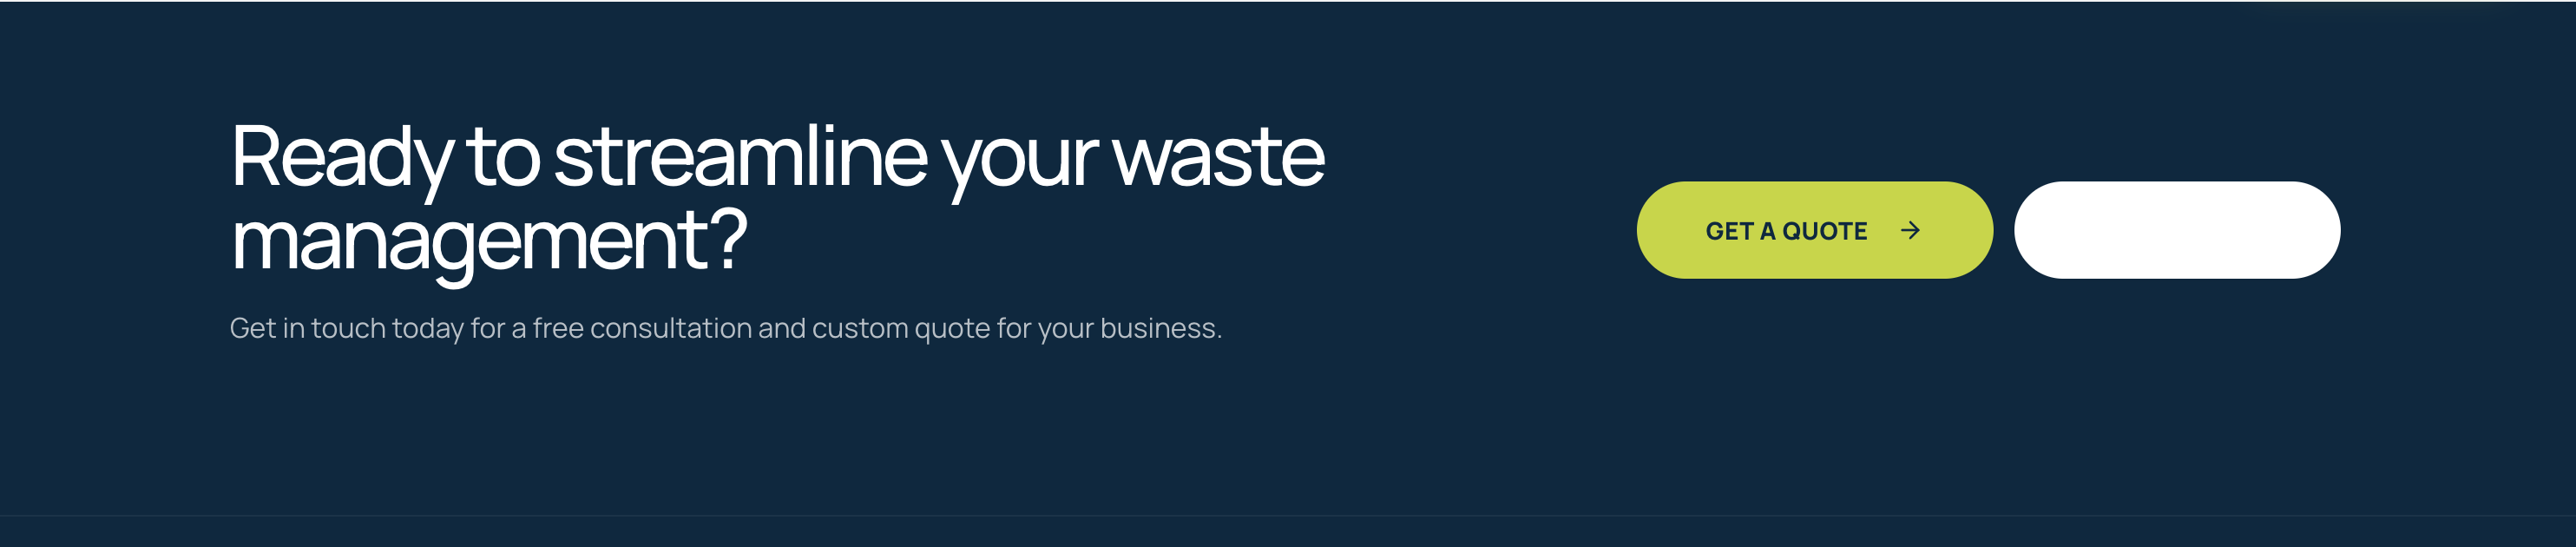 Ready to streamline your waste
management?
Get in touch today for a free consultation and custom quote for your business.
GET A QUOTE